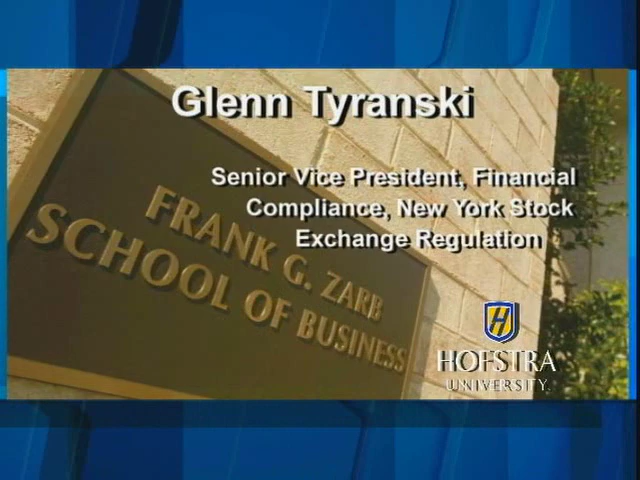 Glenn Tyranski
Senior Vice President, Financial
Compliance, New York Stock
Exchange Regulation
FRANK G. ZARB
SCHOOL OF BUSINESS
H
HOFSTRA
UNIVERSITY